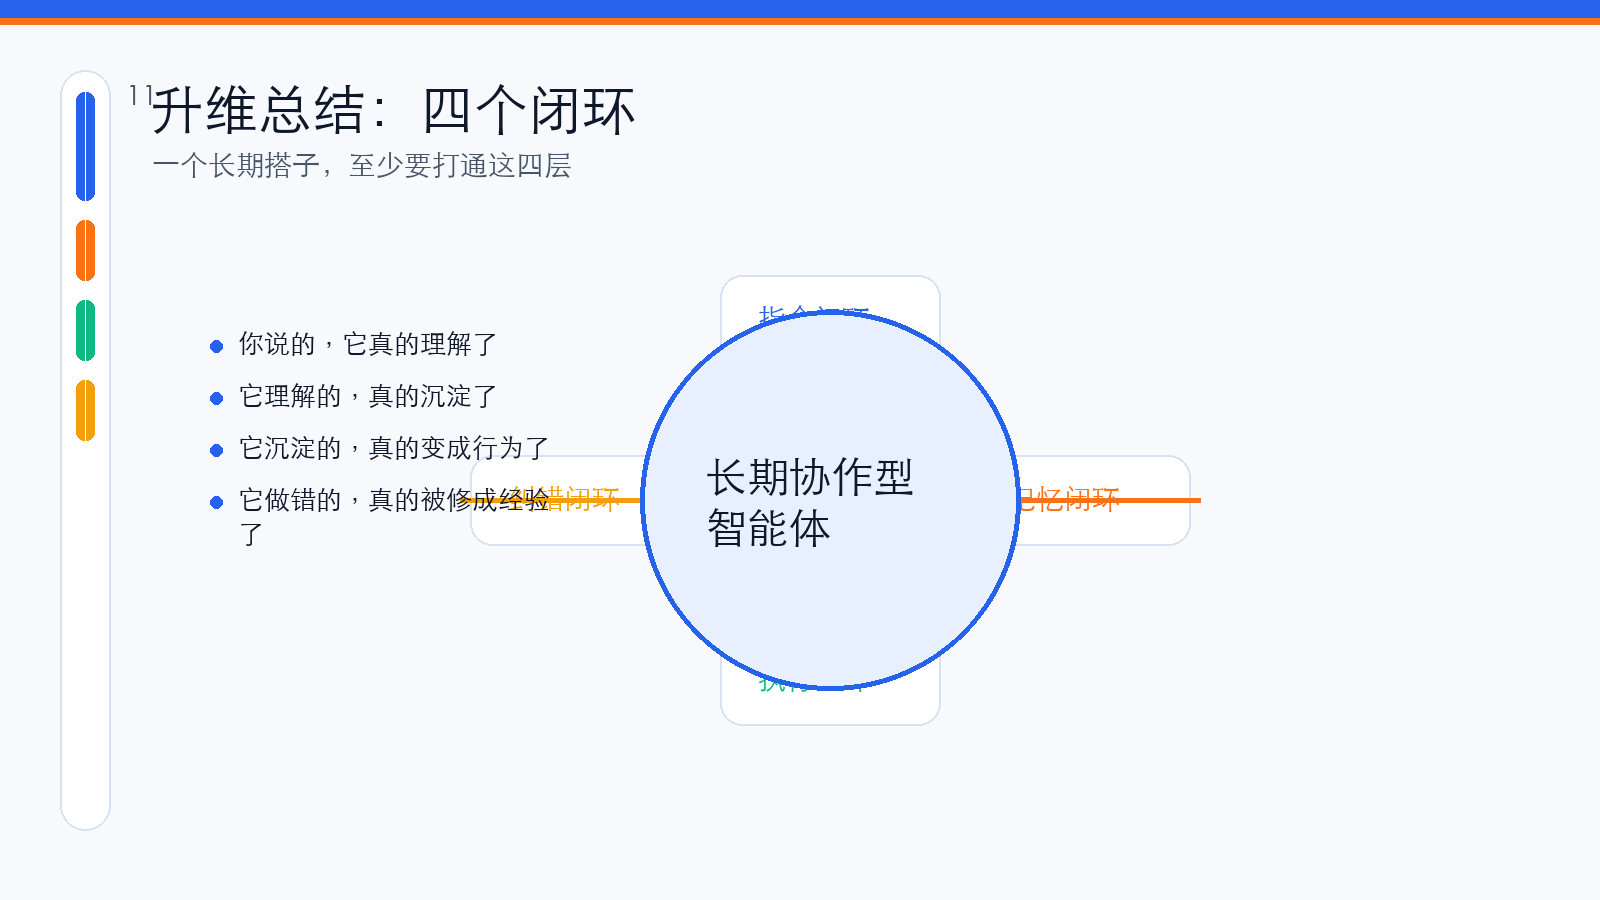 11
升维总结：四个闭环
一个长期搭子，至少要打通这四层
你说的，它真的理解了
它理解的，真的沉淀了
它沉淀的，真的变成行为了
它做错的，真的被修成经验
了
错闭环
长期协作型
智能体
忆闭环